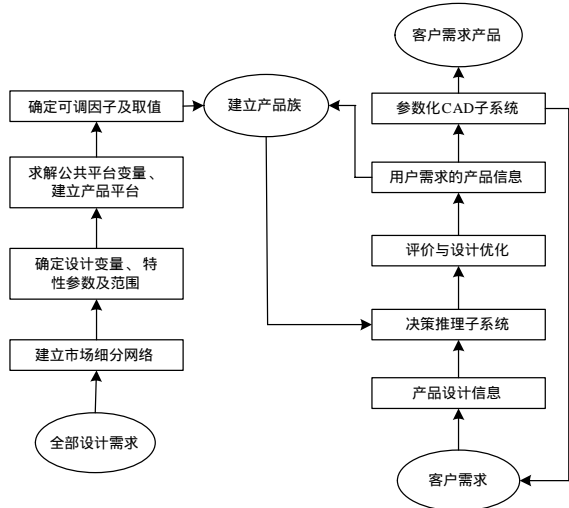 客户需求产品
确定可调因子及取值
建立产品族
参数化CAD子系统
求解公共平台变量、
建立产品平台
用户需求的产品信息
确定设计变量、特
性参数及范围
评价与设计优化
建立市场细分网络
决策推理子系统
产品设计信息
全部设计需求
客户需求